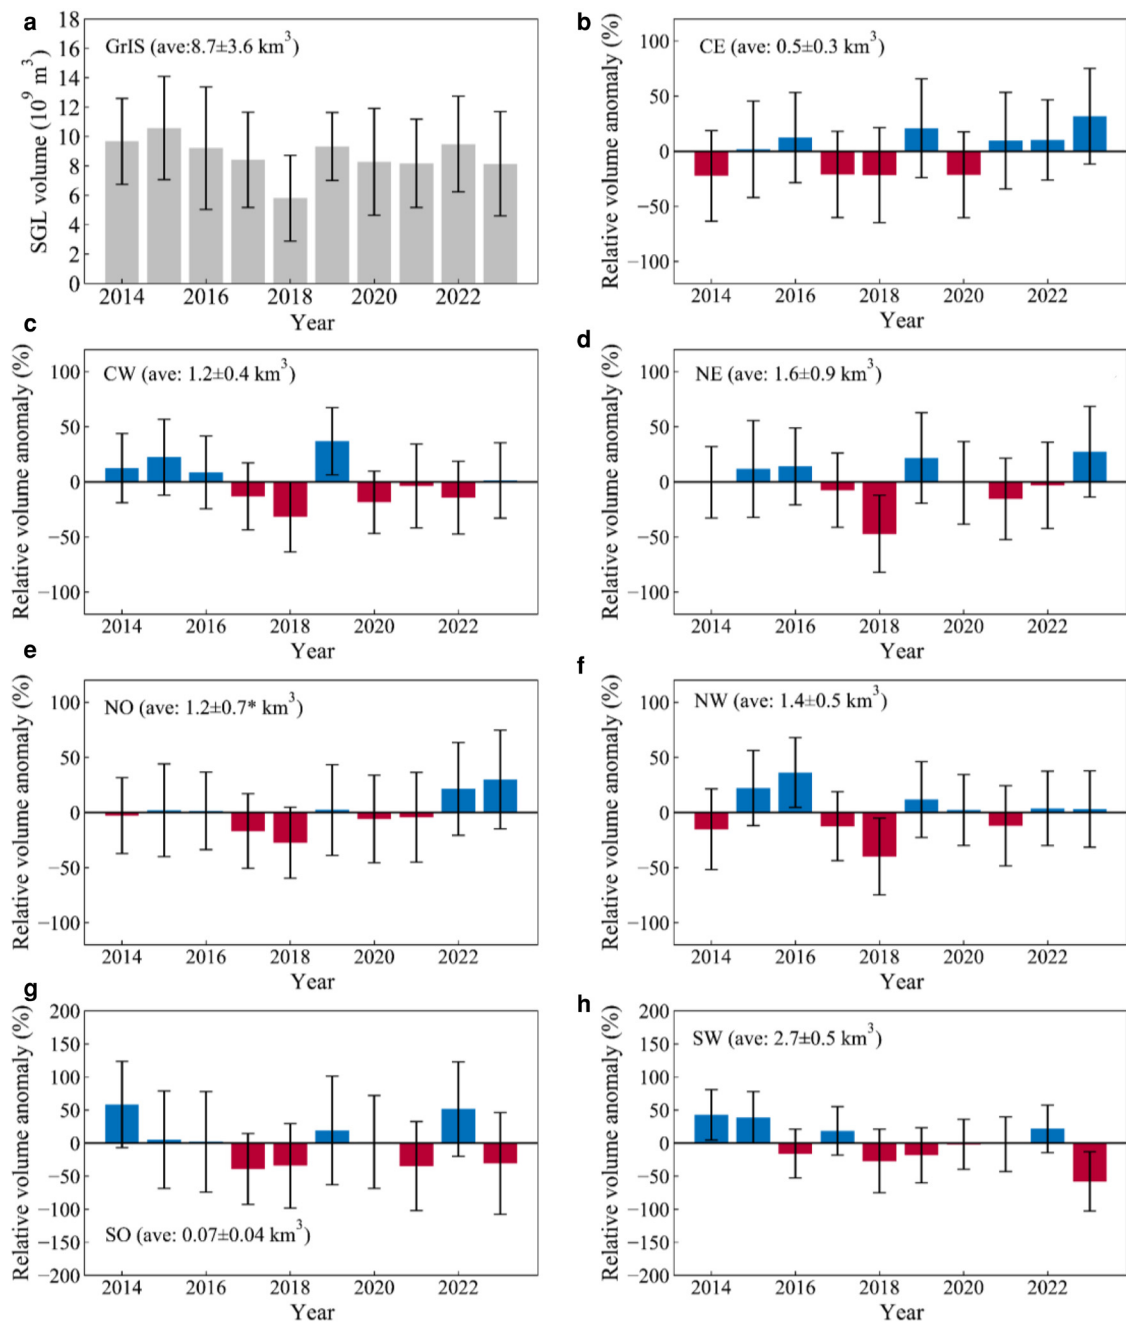 a
GrIS (ave:8.7±3.6 km³)
SGL volume (10⁹ m³)
18
16
14
12
10
8
6
4
2
0
2014 2016 2018 2020 2022
Year
b
CE (ave: 0.5±0.3 km³)
Relative volume anomaly (%)
100
50
0
−50
−100
2014 2016 2018 2020 2022
Year
c
CW (ave: 1.2±0.4 km³)
Relative volume anomaly (%)
100
50
0
−50
−100
2014 2016 2018 2020 2022
Year
d
NE (ave: 1.6±0.9 km³)
Relative volume anomaly (%)
100
50
0
−50
−100
2014 2016 2018 2020 2022
Year
e
NO (ave: 1.2±0.7* km³)
Relative volume anomaly (%)
100
50
0
−50
−100
2014 2016 2018 2020 2022
Year
f
NW (ave: 1.4±0.5 km³)
Relative volume anomaly (%)
100
50
0
−50
−100
2014 2016 2018 2020 2022
Year
g
Relative volume anomaly (%)
200
150
100
50
0
−50
−100
−150
−200
SO (ave: 0.07±0.04 km³)
2014 2016 2018 2020 2022
Year
h
SW (ave: 2.7±0.5 km³)
Relative volume anomaly (%)
200
150
100
50
0
−50
−100
−150
−200
2014 2016 2018 2020 2022
Year